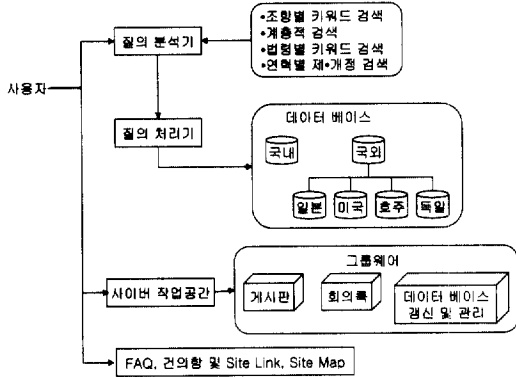 •조항별 키워드 검색
•계층적 검색
•법령별 키워드 검색
•연혁별 제•개정 검색
질의 분석기
사용자
질의 처리기
데이터 베이스
국내
국외
일본
미국
호주
독일
그룹웨어
사이버 작업공간
게시판
회의록
데이터 베이스
갱신 및 관리
FAQ, 건의함 및 Site Link, Site Map